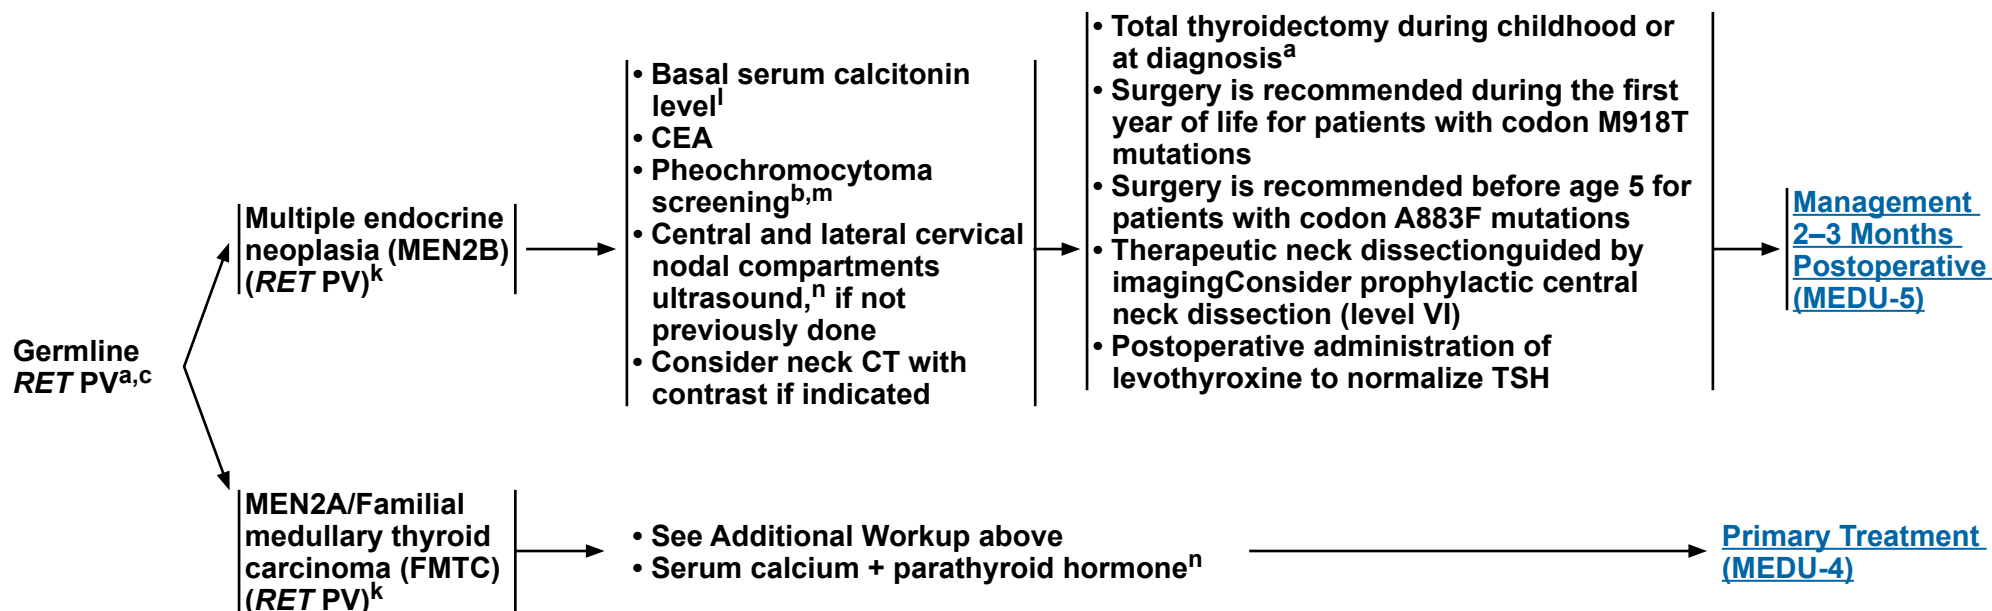 Germline
RET PVa,c
Multiple endocrine
neoplasia (MEN2B)
(RET PV)k
• Basal serum calcitonin
levell
• CEA
• Pheochromocytoma
screeningb,m
• Central and lateral cervical
nodal compartments
ultrasound,n if not
previously done
• Consider neck CT with
contrast if indicated
• Total thyroidectomy during childhood or
at diagnosisa
• Surgery is recommended during the first
year of life for patients with codon M918T
mutations
• Surgery is recommended before age 5 for
patients with codon A883F mutations
• Therapeutic neck dissectionguided by
imagingConsider prophylactic central
neck dissection (level VI)
• Postoperative administration of
levothyroxine to normalize TSH
Management
2–3 Months
Postoperative
(MEDU-5)
MEN2A/Familial
medullary thyroid
carcinoma (FMTC)
(RET PV)k
• See Additional Workup above
• Serum calcium + parathyroid hormonen
Primary Treatment
(MEDU-4)